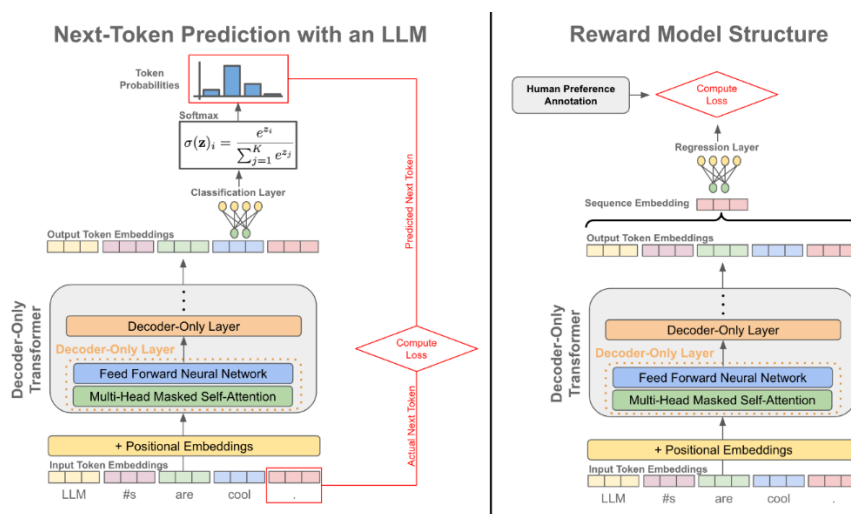 Next-Token Prediction with an LLM
Token
Probabilities
Softmax
σ(z)ᵢ = e^{zᵢ} / ∑_{j=1}^{K} e^{zⱼ}
Classification Layer
Output Token Embeddings
Decoder-Only
Transformer
Decoder-Only Layer
Decoder-Only Layer
Feed Forward Neural Network
Multi-Head Masked Self-Attention
+ Positional Embeddings
Input Token Embeddings
LLM #s are cool .
Predicted Next Token
Compute
Loss
Actual Next Token
Reward Model Structure
Human Preference
Annotation
Compute
Loss
Regression Layer
Sequence Embedding
Output Token Embeddings
Decoder-Only
Transformer
Decoder-Only Layer
Decoder-Only Layer
Feed Forward Neural Network
Multi-Head Masked Self-Attention
+ Positional Embeddings
Input Token Embeddings
LLM #s are cool .